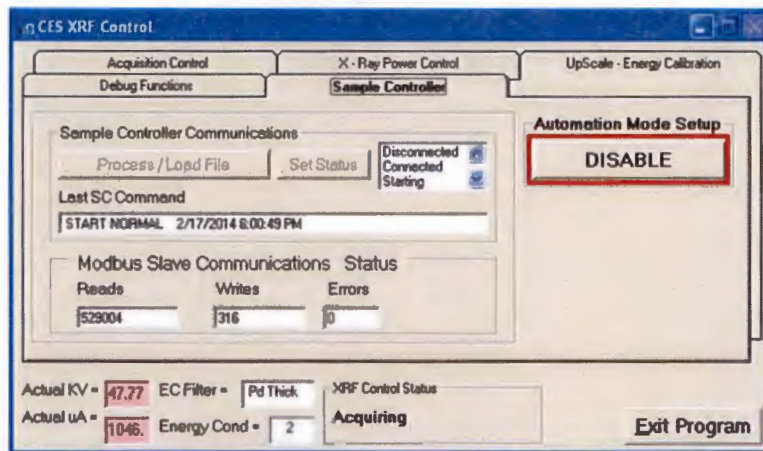 CES XRF Control
Acquisition Control
X - Ray Power Control
UpScale - Energy Calibration
Debug Functions
Sample Controller
Sample Controller Communications
Process / Load File
Set Status
Disconnected
Connected
Starting
Last SC Command
START NORMAL 2/17/2014 6:00:49 PM
Modbus Slave Communications Status
Reads Writes Errors
529004 316 0
Automation Mode Setup
DISABLE
Actual KV = 47.77 EC Filter = Pd Thick
Actual uA = 1046. Energy Cond = 2
XRF Control Status
Acquiring
Exit Program